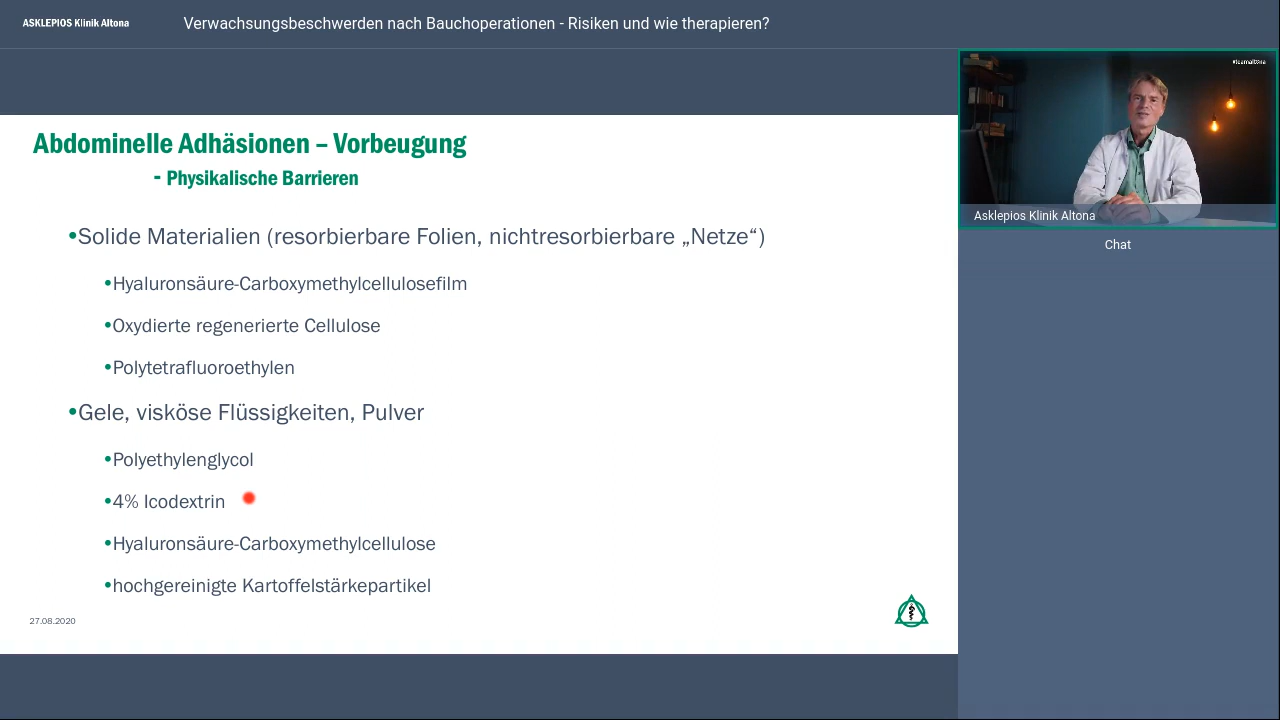 ASKLEPIOS Klinik Altona
Verwachsungsbeschwerden nach Bauchoperationen - Risiken und wie therapieren?
#teamaltona
Abdominelle Adhäsionen – Vorbeugung
- Physikalische Barrieren
•Solide Materialien (resorbierbare Folien, nichtresorbierbare „Netze“)
•Hyaluronsäure-Carboxymethylcellulosefilm
•Oxydierte regenerierte Cellulose
•Polytetrafluoroethylen
•Gele, visköse Flüssigkeiten, Pulver
•Polyethylenglycol
•4% Icodextrin
•Hyaluronsäure-Carboxymethylcellulose
•hochgereinigte Kartoffelstärkepartikel
27.08.2020
Asklepios Klinik Altona
Chat